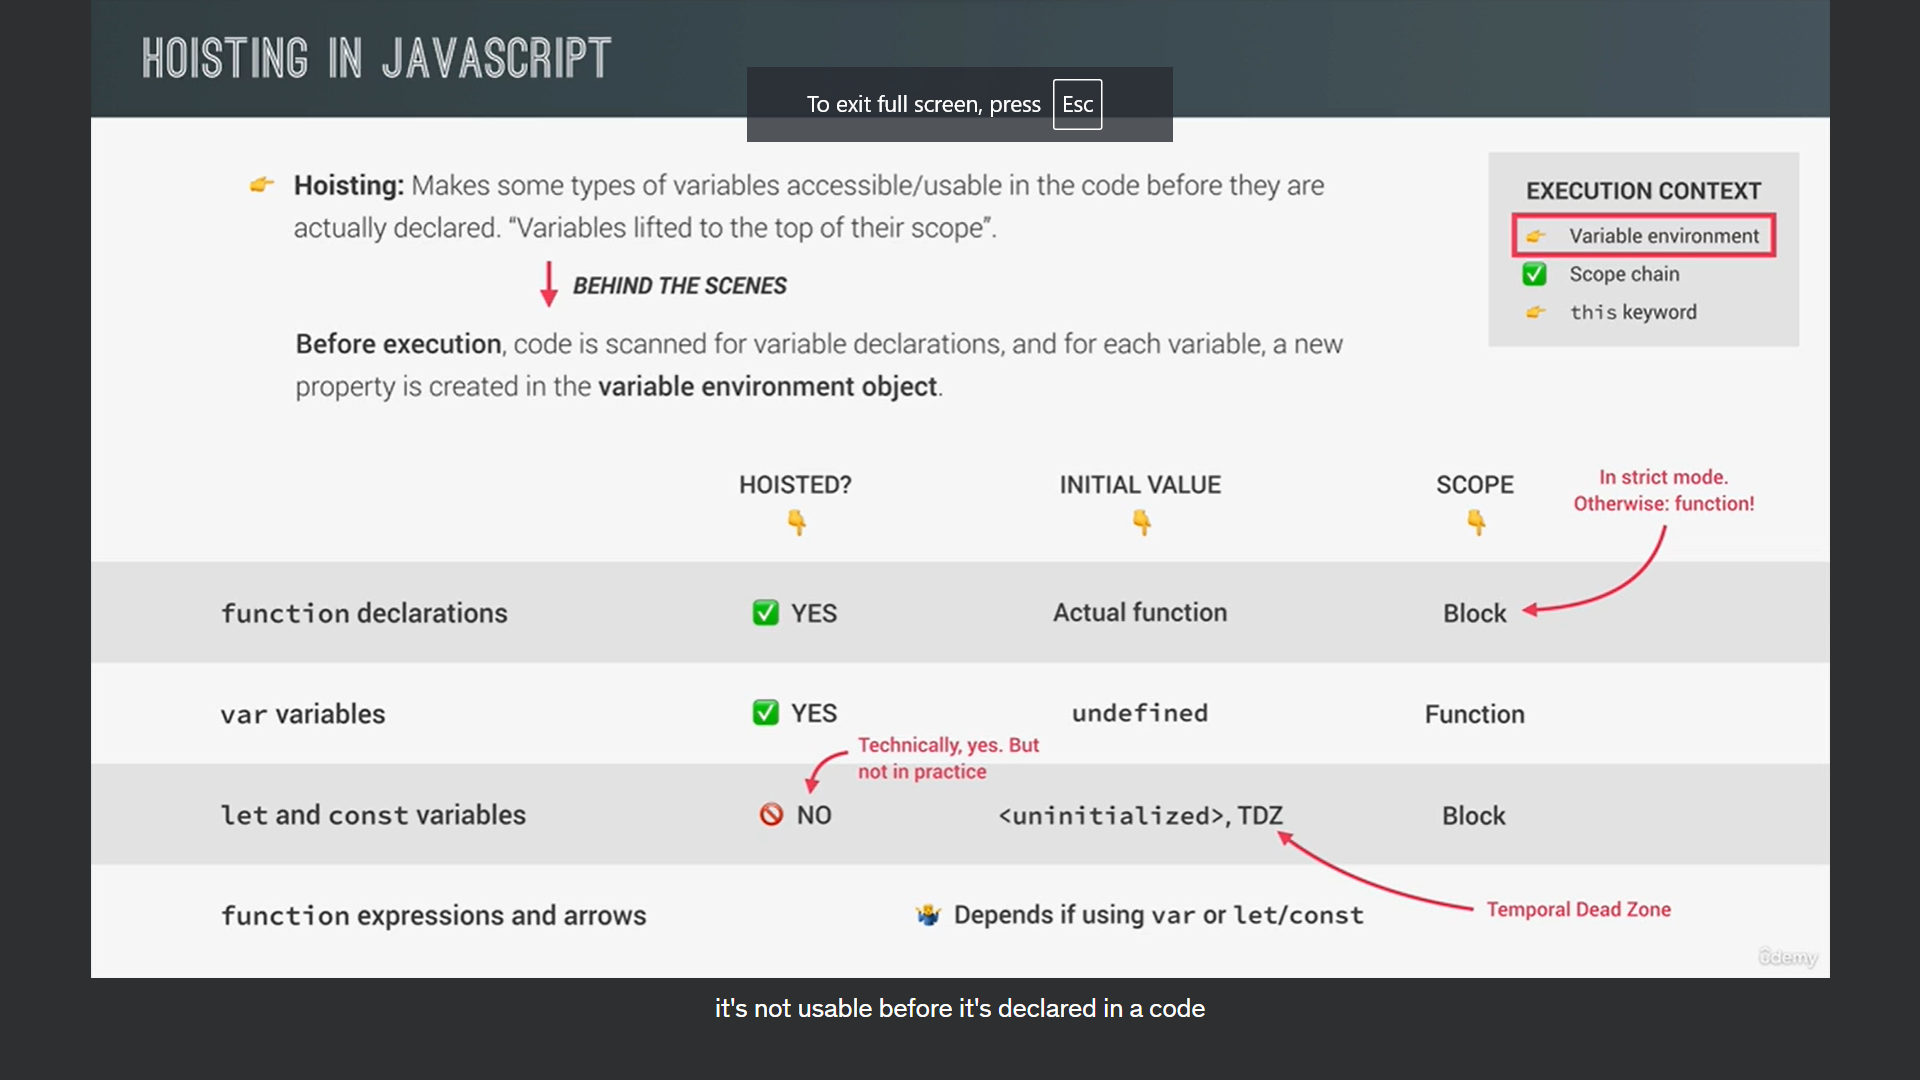 HOISTING IN JAVASCRIPT
To exit full screen, press Esc
Hoisting: Makes some types of variables accessible/usable in the code before they are
actually declared. “Variables lifted to the top of their scope”.
BEHIND THE SCENES
Before execution, code is scanned for variable declarations, and for each variable, a new
property is created in the variable environment object.
EXECUTION CONTEXT
Variable environment
Scope chain
this keyword
HOISTED?
INITIAL VALUE
SCOPE
In strict mode.
Otherwise: function!
function declarations
YES
Actual function
Block
var variables
YES
undefined
Function
Technically, yes. But
not in practice
let and const variables
NO
<uninitialized>, TDZ
Block
function expressions and arrows
Depends if using var or let/const
Temporal Dead Zone
ûdemy
it's not usable before it's declared in a code